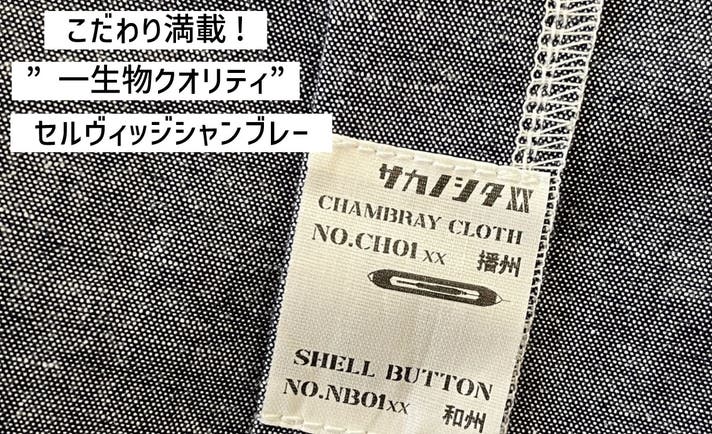 こだわり満載！
”一生物クオリティ”
セルヴィッジシャンブレー
サカノシタXX
CHAMBRAY CLOTH
NO.CH01XX 播州
SHELL BUTTON
NO.NB01XX 和州